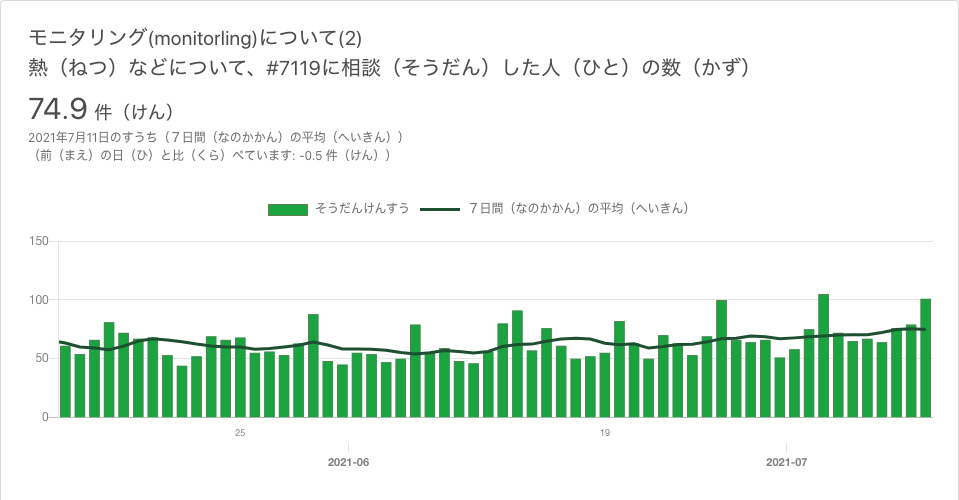 モニタリング(monitorling)について(2)
熱（ねつ）などについて、#7119に相談（そうだん）した人（ひと）の数（かず）
74.9 件（けん）
2021年7月11日のすうち（７日間（なのかかん）の平均（へいきん））
（前（まえ）の日（ひ）と比（くら）べています: -0.5 件（けん））
そうだんけんすう
７日間（なのかかん）の平均（へいきん）
150
100
50
0
25
19
2021-06
2021-07